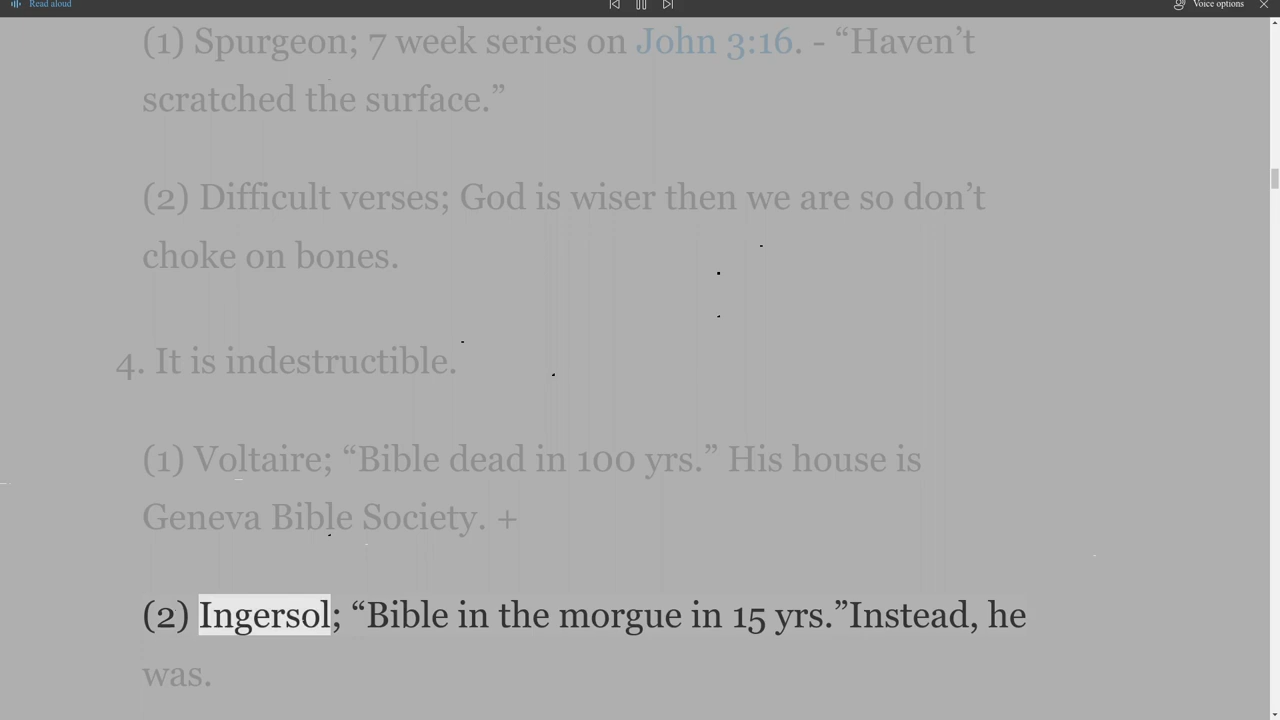 Read aloud
Voice options
(1) Spurgeon; 7 week series on John 3:16. - “Haven’t
scratched the surface.”
(2) Difficult verses; God is wiser then we are so don’t
choke on bones.
4. It is indestructible.
(1) Voltaire; “Bible dead in 100 yrs.” His house is
Geneva Bible Society. +
(2) Ingersol; “Bible in the morgue in 15 yrs.”Instead, he
was.